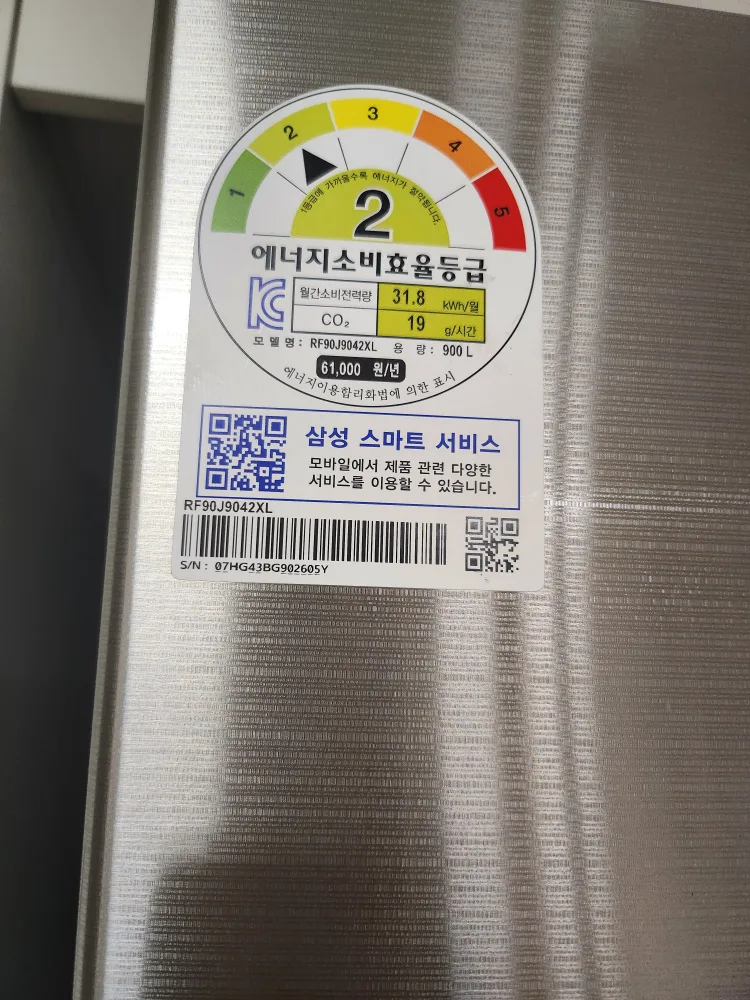 1 2 3 4 5
1등급에 가까울수록 에너지가 절약됩니다.
2
에너지소비효율등급
월간소비전력량 31.8 kWh/월
CO₂ 19 g/시간
모델명: RF90J9042XL 용량: 900 L
61,000 원/년
에너지이용합리화법에 의한 표시
삼성 스마트 서비스
모바일에서 제품 관련 다양한
서비스를 이용할 수 있습니다.
RF90J9042XL
S/N : 07HG43BG902605Y